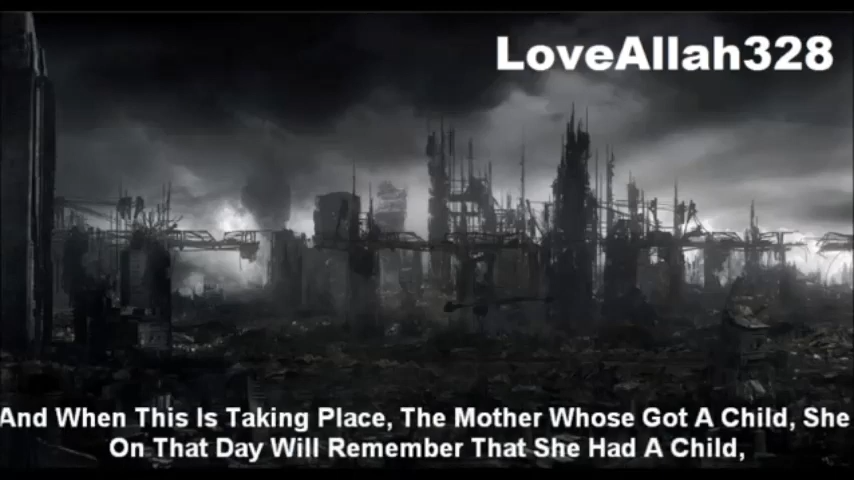 LoveAllah328
And When This Is Taking Place, The Mother Whose Got A Child, She
On That Day Will Remember That She Had A Child,